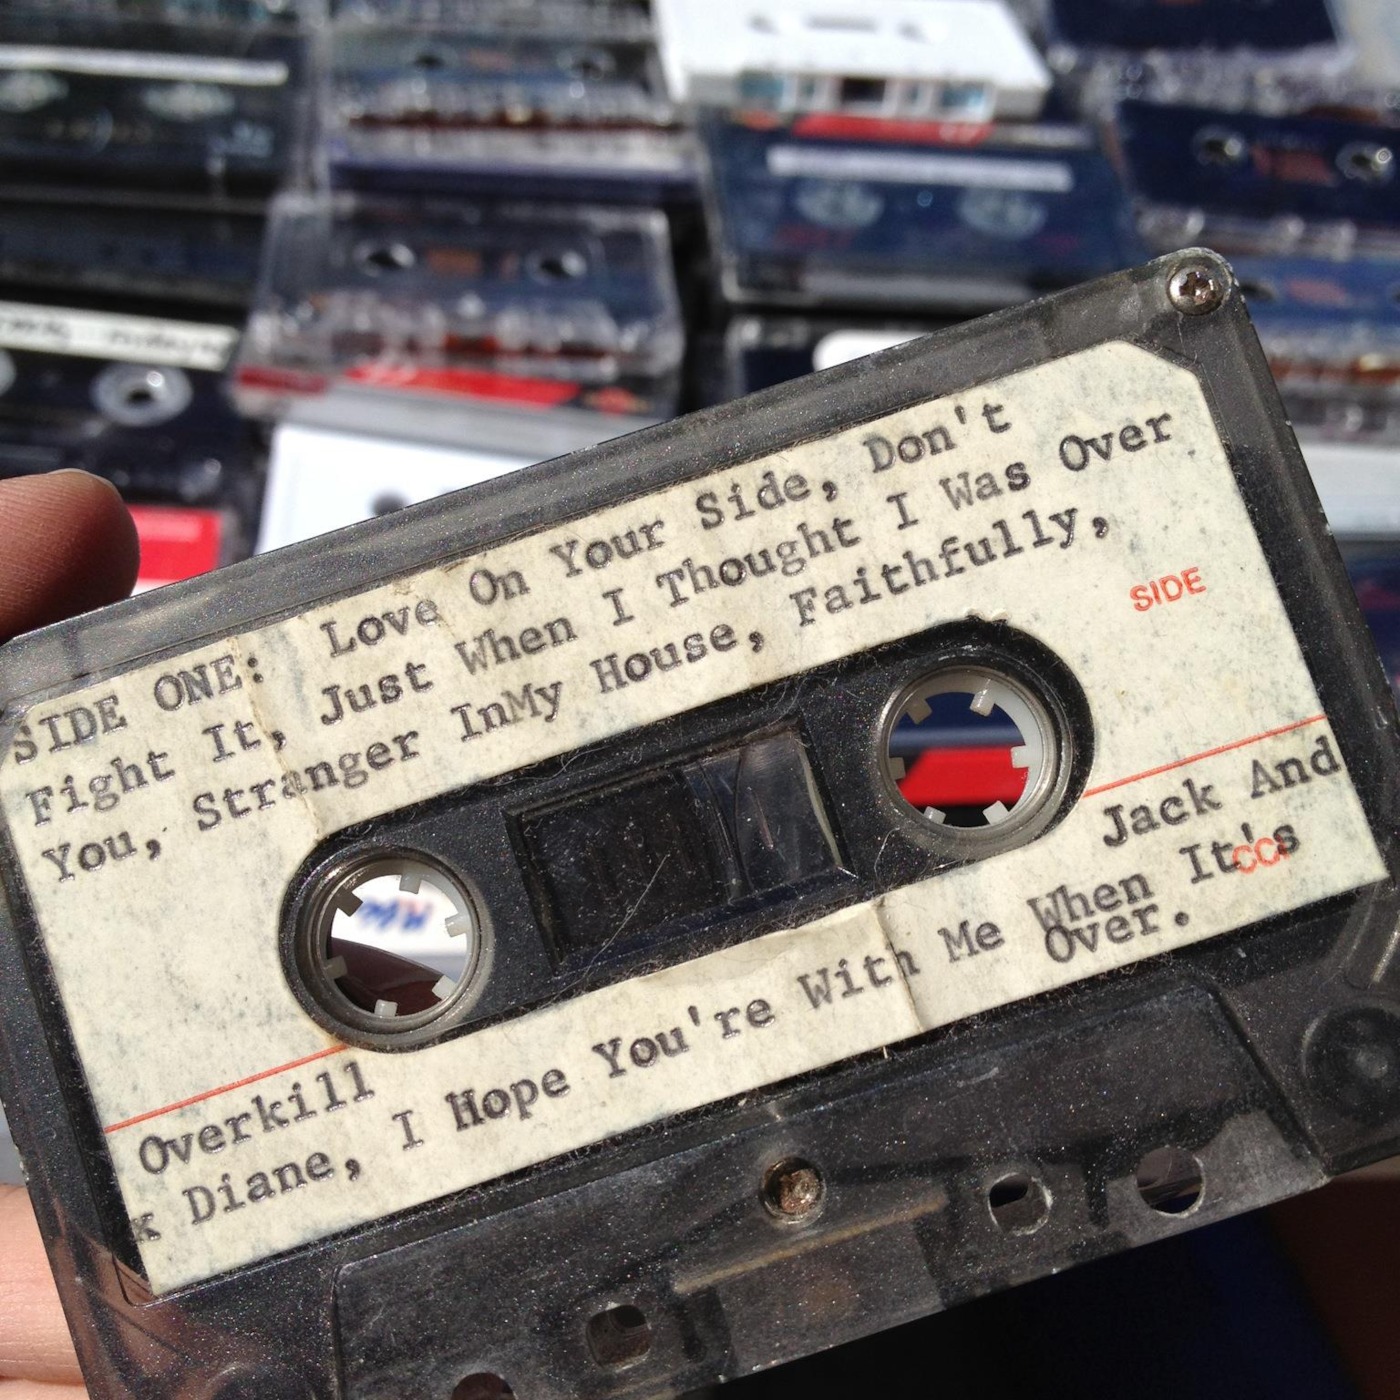 SIDE ONE: Love On Your Side, Don't
Fight It, Just When I Thought I Was Over
You, Stranger InMy House, Faithfully,
SIDE
Overkill Jack And
Diane, I Hope You're With Me When It's
Over.